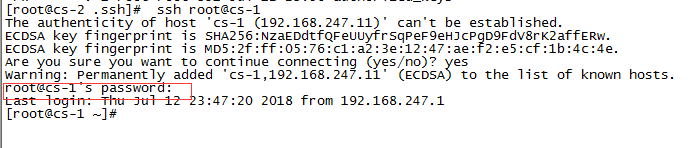 [root@cs-2 .ssh]# ssh root@cs-1
The authenticity of host 'cs-1 (192.168.247.11)' can't be established.
ECDSA key fingerprint is SHA256:NzaEDdtfQFeUUyfrSqPeF9eHJcPgD9FdV8rK2affERw.
ECDSA key fingerprint is MD5:2f:ff:05:76:c1:a2:3e:12:47:ae:f2:e5:cf:1b:4c:4e.
Are you sure you want to continue connecting (yes/no)? yes
Warning: Permanently added 'cs-1,192.168.247.11' (ECDSA) to the list of known hosts.
root@cs-1's password:
Last login: Thu Jul 12 23:47:20 2018 from 192.168.247.1
[root@cs-1 ~]#